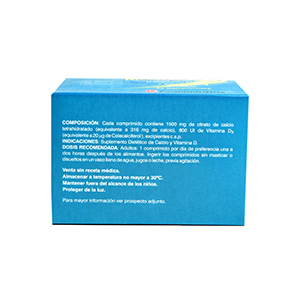 COMPOSICIÓN: Cada comprimido contiene 1500 mg de citrato de calcio
tetrahidratado (equivalente a 316 mg de calcio), 800 UI de Vitamina D₃
(equivalente a 20 µg de Colecalciferol), excipientes c.s.p.
INDICACIONES: Suplemento Dietético de Calcio y Vitamina D.
DOSIS RECOMENDADA: Adultos: 1 comprimido por día de preferencia una a
dos horas después de los alimentos. Ingerir los comprimidos sin masticar o
disueltos en un vaso lleno de agua, jugos o leche, previa agitación.
Venta sin receta médica.
Almacenar a temperatura no mayor a 30ºC.
Mantener fuera del alcance de los niños.
Proteger de la luz.
Para mayor información ver prospecto adjunto.